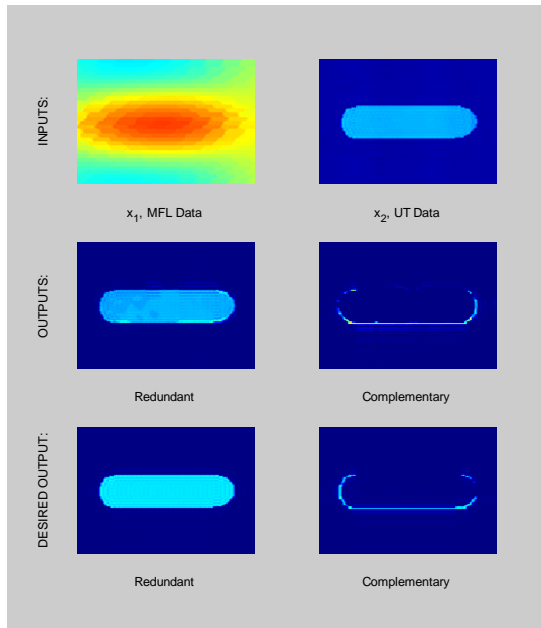 INPUTS:
x1, MFL Data
x2, UT Data
OUTPUTS:
Redundant
Complementary
DESIRED OUTPUT:
Redundant
Complementary